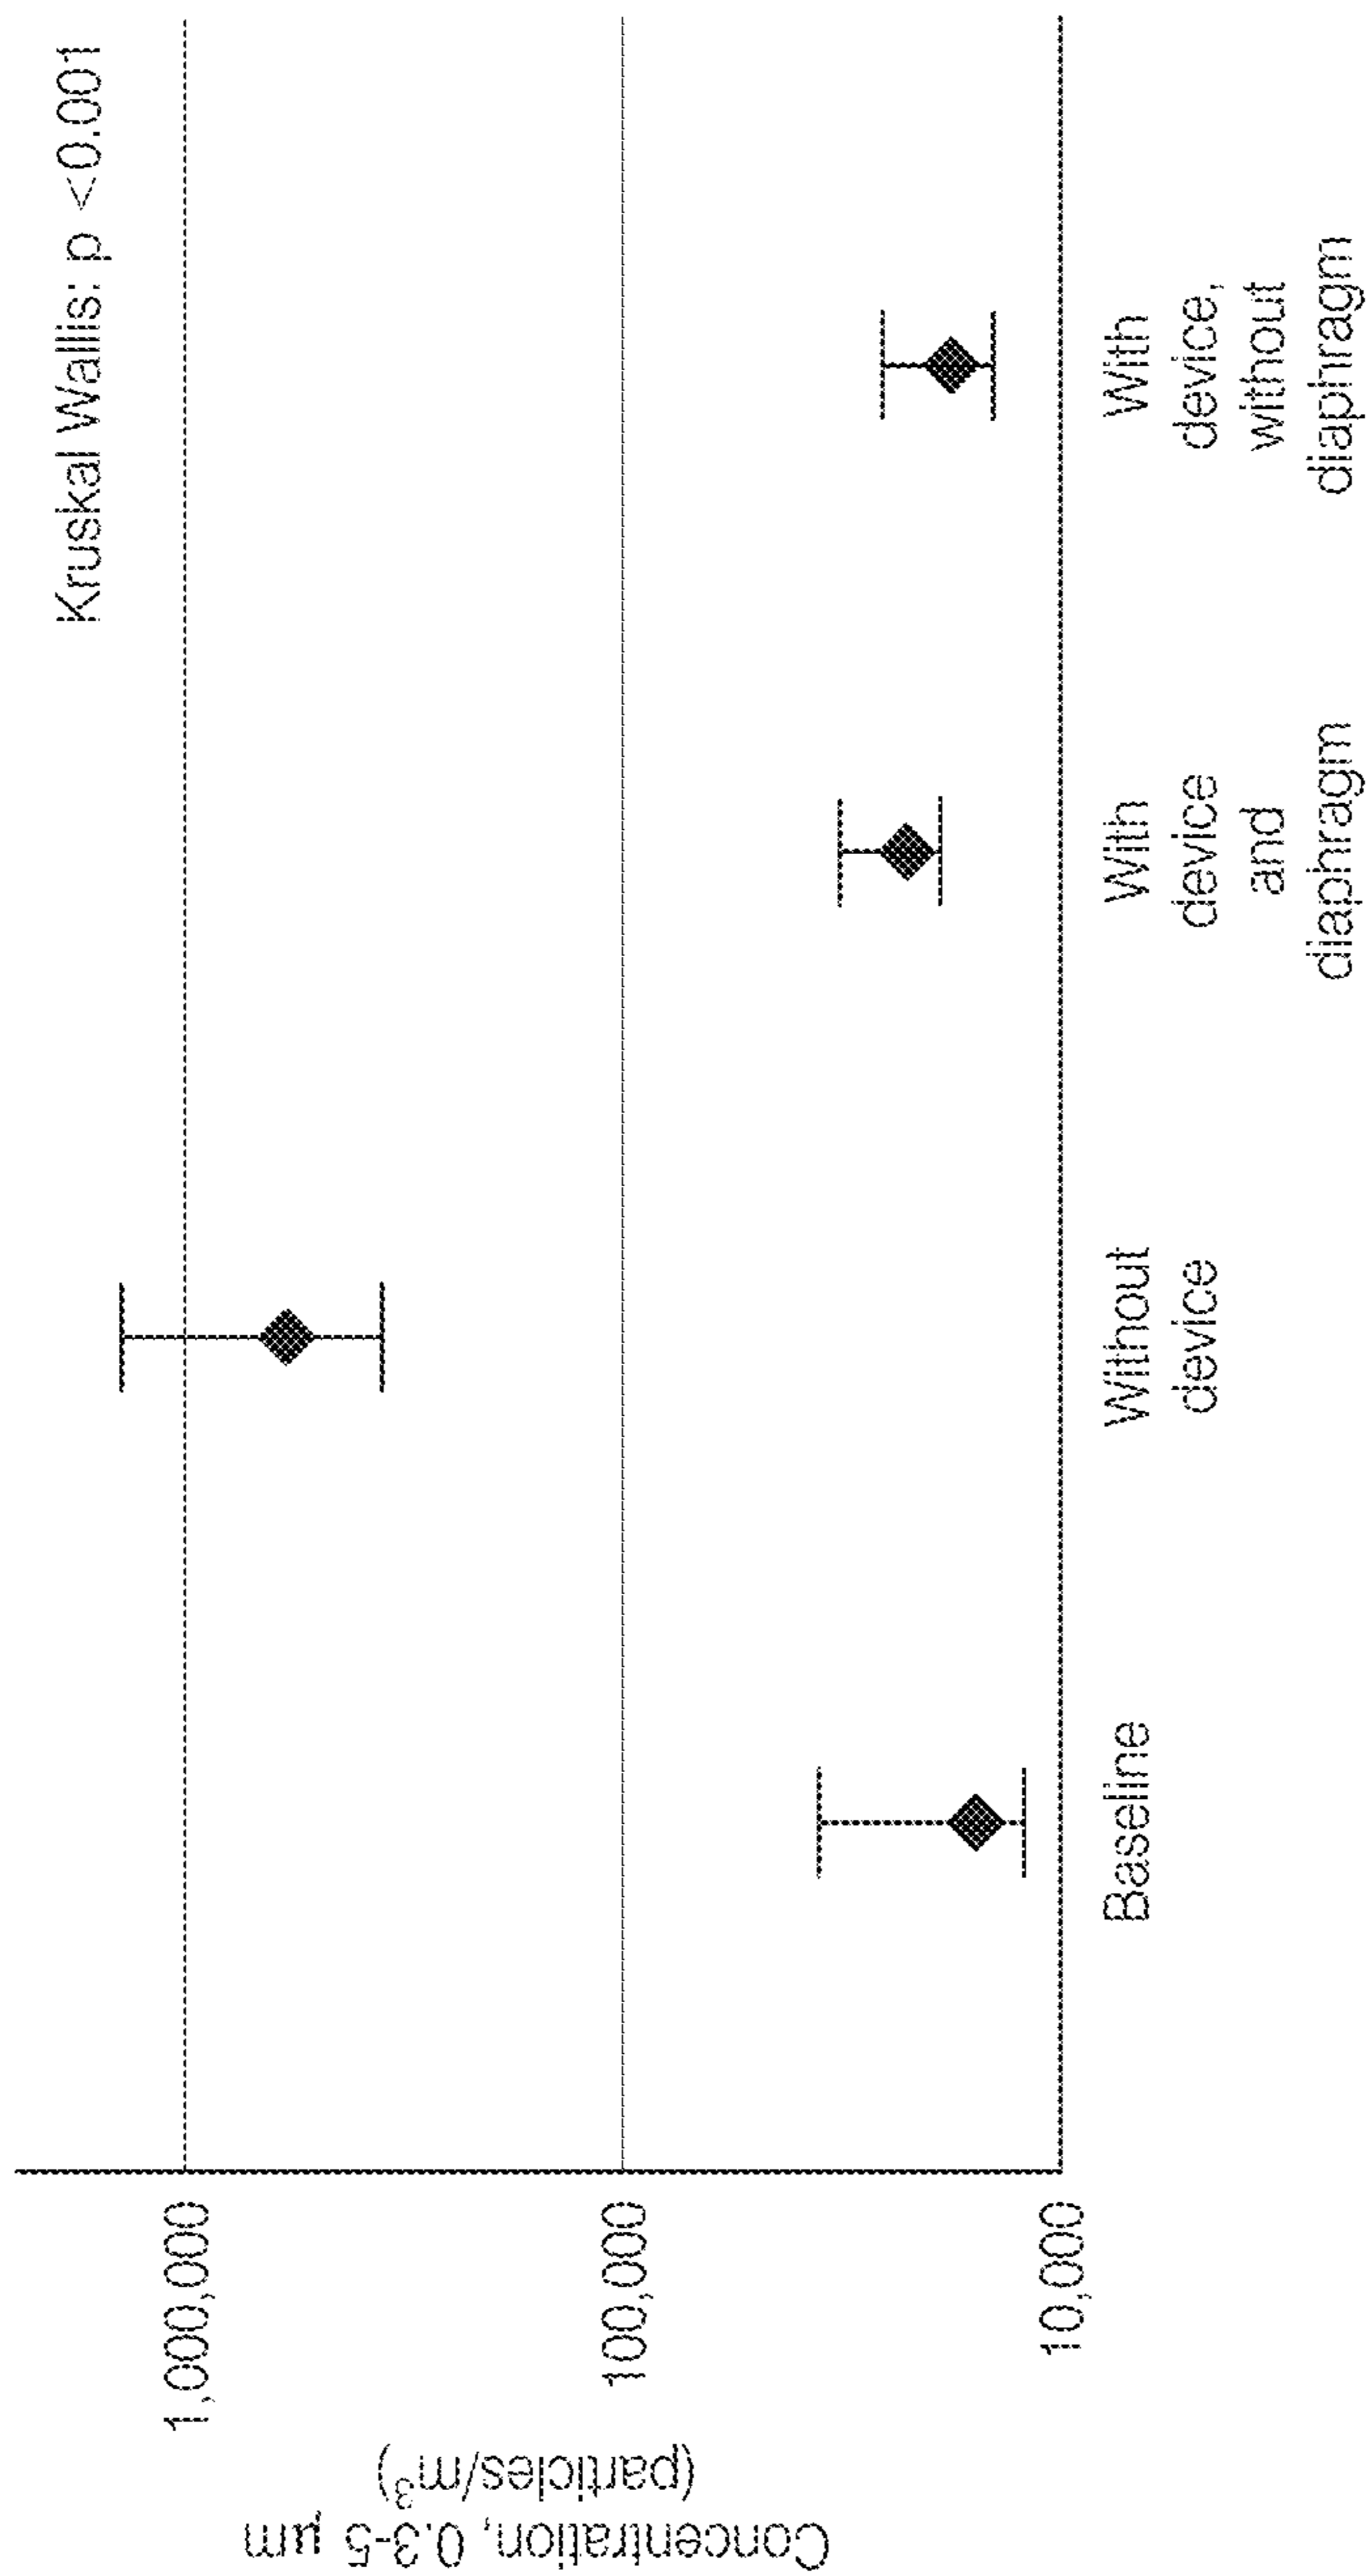 Kruskal Wallis: p <0.001
Concentration, 0.3-5 µm
(particles/m³)
1,000,000
100,000
10,000
Baseline
Without
device
With
device
and
diaphragm
With
device,
without
diaphragm